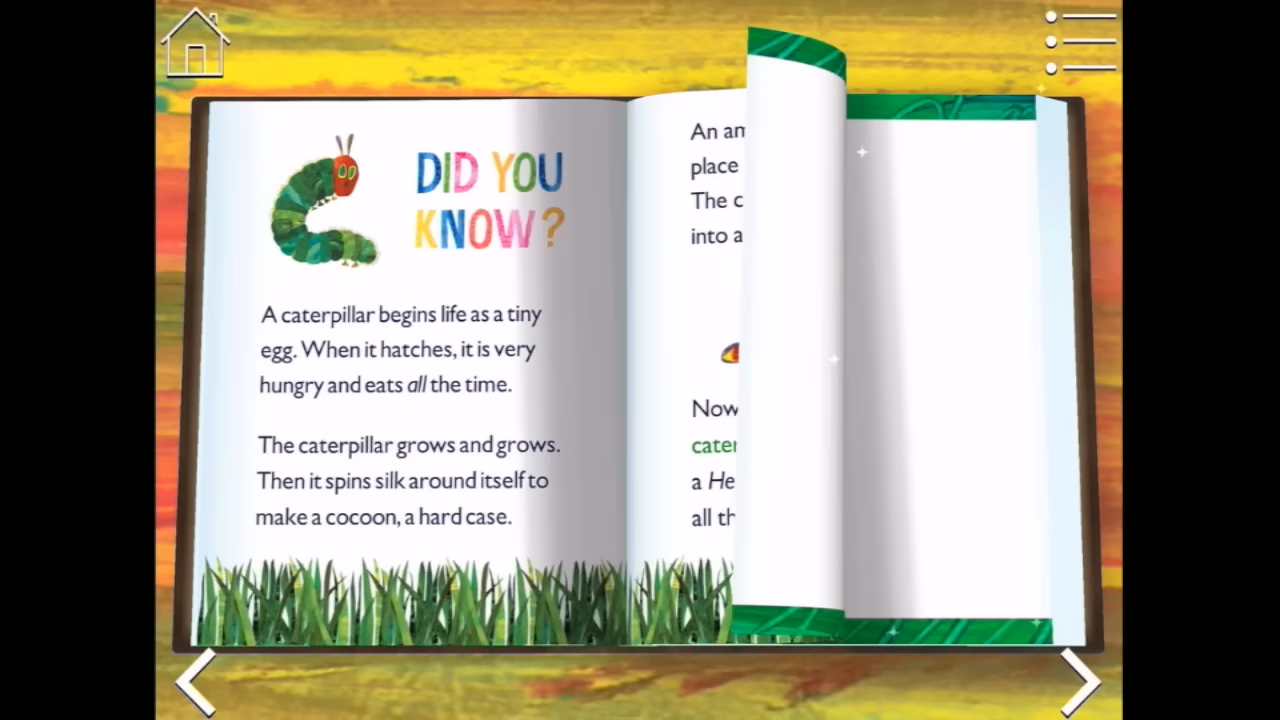 DID YOU
KNOW?
A caterpillar begins life as a tiny
egg. When it hatches, it is very
hungry and eats all the time.
The caterpillar grows and grows.
Then it spins silk around itself to
make a cocoon, a hard case.
An
place
The
into a
Now
a
all